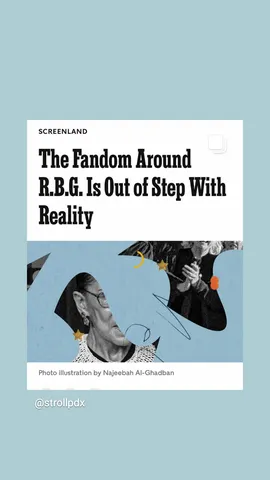 SCREENLAND
The Fandom Around
R.B.G. Is Out of Step With
Reality
Photo illustration by Najeebah Al-Ghadban
@strollpdx